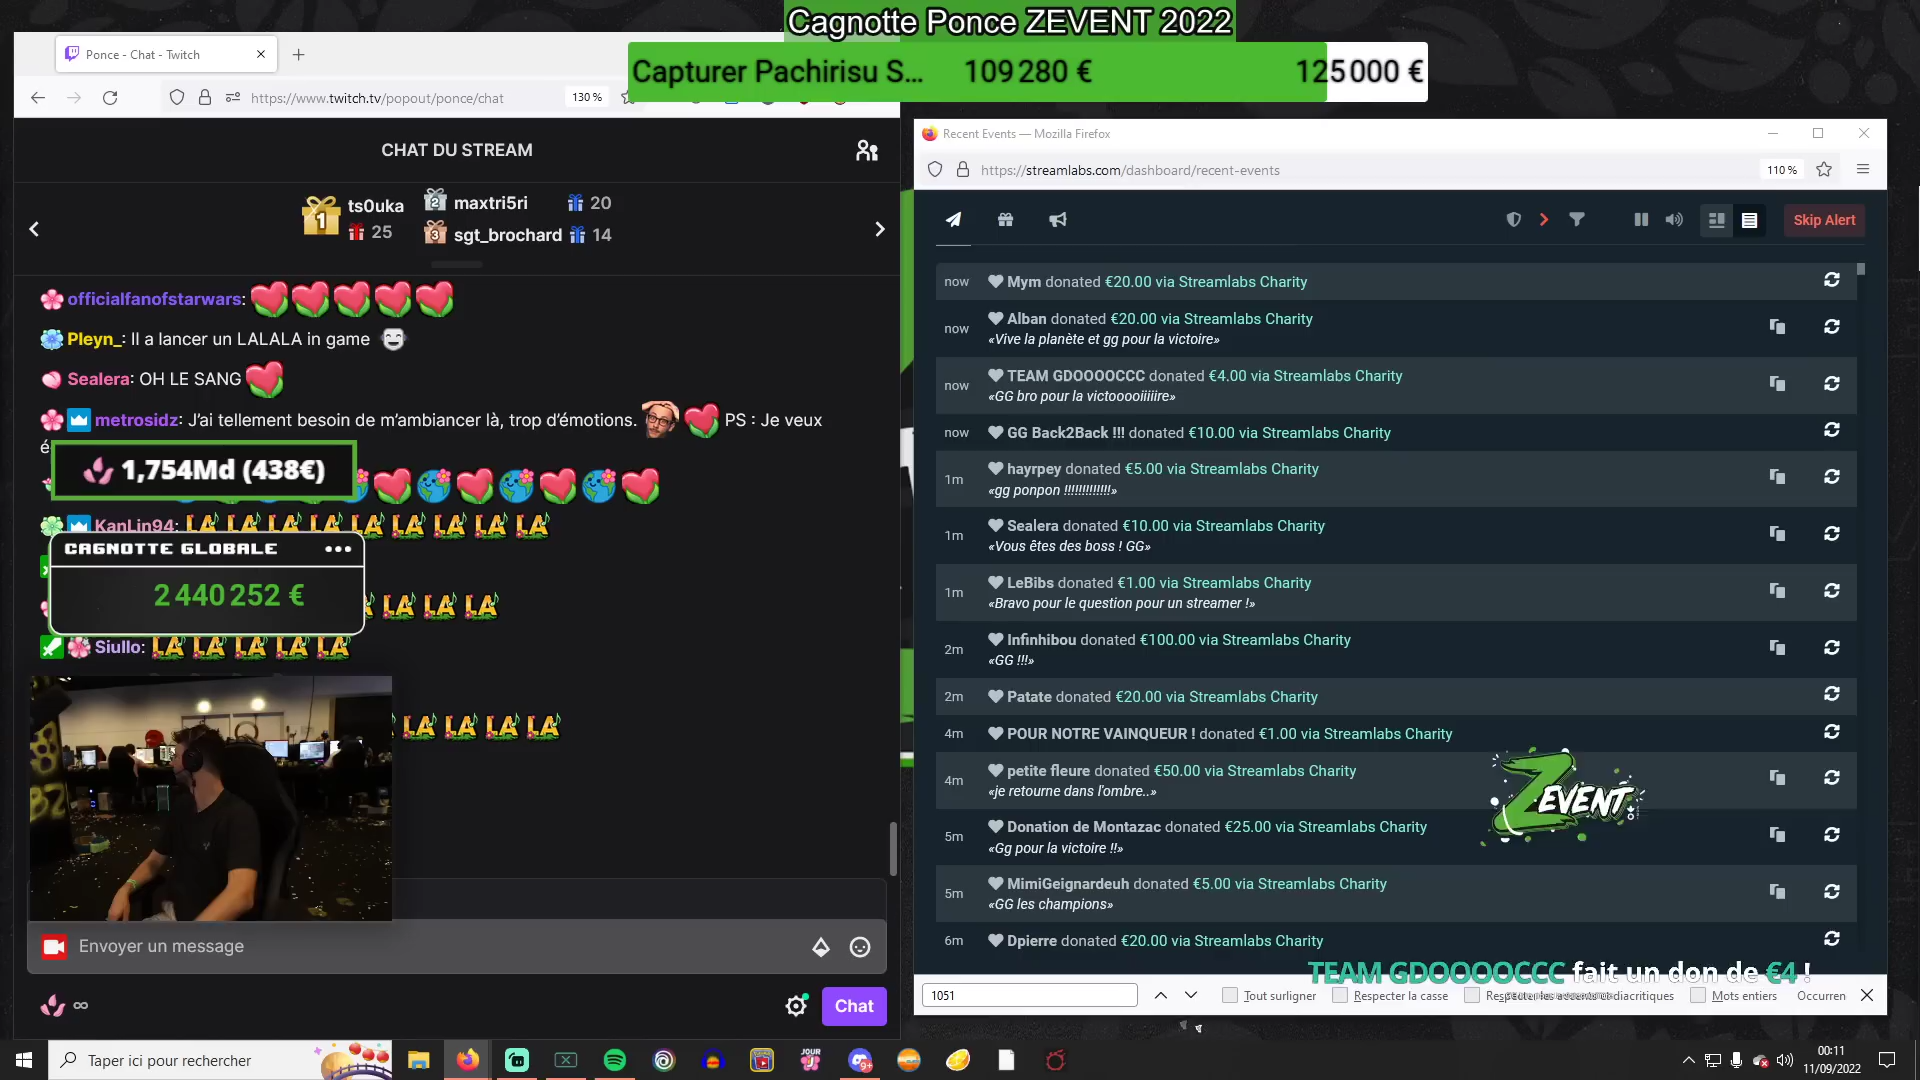 Cagnotte Ponce ZEVENT 2022
Capturer Pachirisu S... 109 280 € 125 000 €
Ponce - Chat - Twitch
https://www.twitch.tv/popout/ponce/chat 130 %
CHAT DU STREAM
1 ts0uka 25
2 maxtri5ri 20
3 sgt_brochard 14
officialfanofstarwars:
Pleyn_: Il a lancer un LALALA in game
Sealera: OH LE SANG
metrosidz: J'ai tellement besoin de m'ambiancer là, trop d'émotions. PS : Je veux
é
1,754Md (438€)
KanLin94: LA LA LA LA LA LA LA LA LA
CAGNOTTE GLOBALE
2 440 252 €
LA LA LA
Siullo: LA LA LA LA LA
LA LA LA LA
Envoyer un message
Chat
Recent Events — Mozilla Firefox
https://streamlabs.com/dashboard/recent-events 110 %
Skip Alert
now Mym donated €20.00 via Streamlabs Charity
now Alban donated €20.00 via Streamlabs Charity
«Vive la planète et gg pour la victoire»
now TEAM GDOOOOCCC donated €4.00 via Streamlabs Charity
«GG bro pour la victooooiiiiire»
now GG Back2Back !!! donated €10.00 via Streamlabs Charity
1m hayrpey donated €5.00 via Streamlabs Charity
«gg ponpon !!!!!!!!!!!!!»
1m Sealera donated €10.00 via Streamlabs Charity
«Vous êtes des boss ! GG»
1m LeBibs donated €1.00 via Streamlabs Charity
«Bravo pour le question pour un streamer !»
2m Infinhibou donated €100.00 via Streamlabs Charity
«GG !!!»
2m Patate donated €20.00 via Streamlabs Charity
4m POUR NOTRE VAINQUEUR ! donated €1.00 via Streamlabs Charity
4m petite fleure donated €50.00 via Streamlabs Charity
«je retourne dans l'ombre..»
ZEVENT
5m Donation de Montazac donated €25.00 via Streamlabs Charity
«Gg pour la victoire !!»
5m MimiGeignardeuh donated €5.00 via Streamlabs Charity
«GG les champions»
6m Dpierre donated €20.00 via Streamlabs Charity
TEAM GDOOOOCCC fait un don de €4 !
1051 Tout surligner Respecter la casse Respecter les diacritiques Mots entiers Occurren
Taper ici pour rechercher
JOUR
9+
00:11
11/09/2022